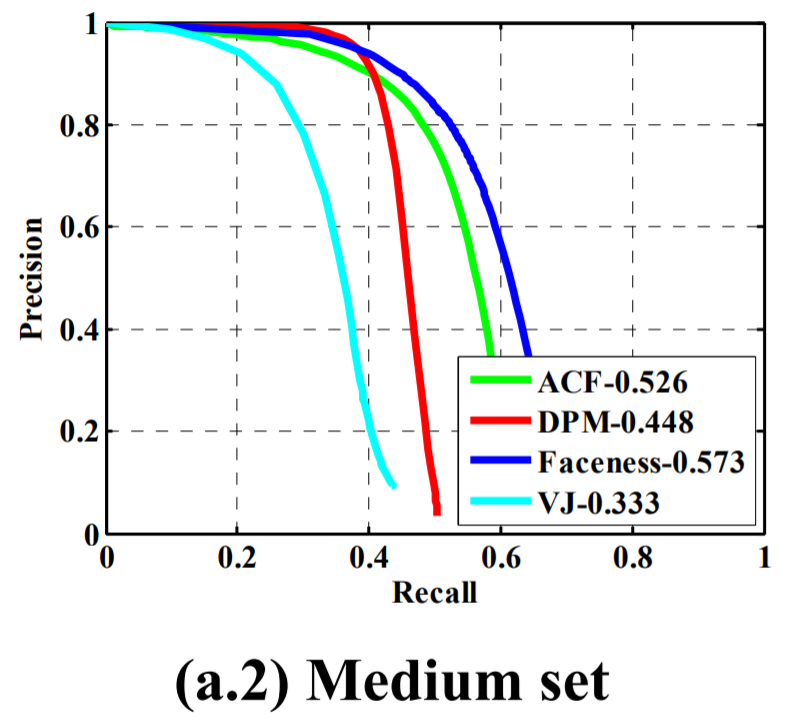 1
0.8
0.6
0.4
0.2
0
Precision
0 0.2 0.4 0.6 0.8 1
Recall
ACF-0.526
DPM-0.448
Faceness-0.573
VJ-0.333
(a.2) Medium set